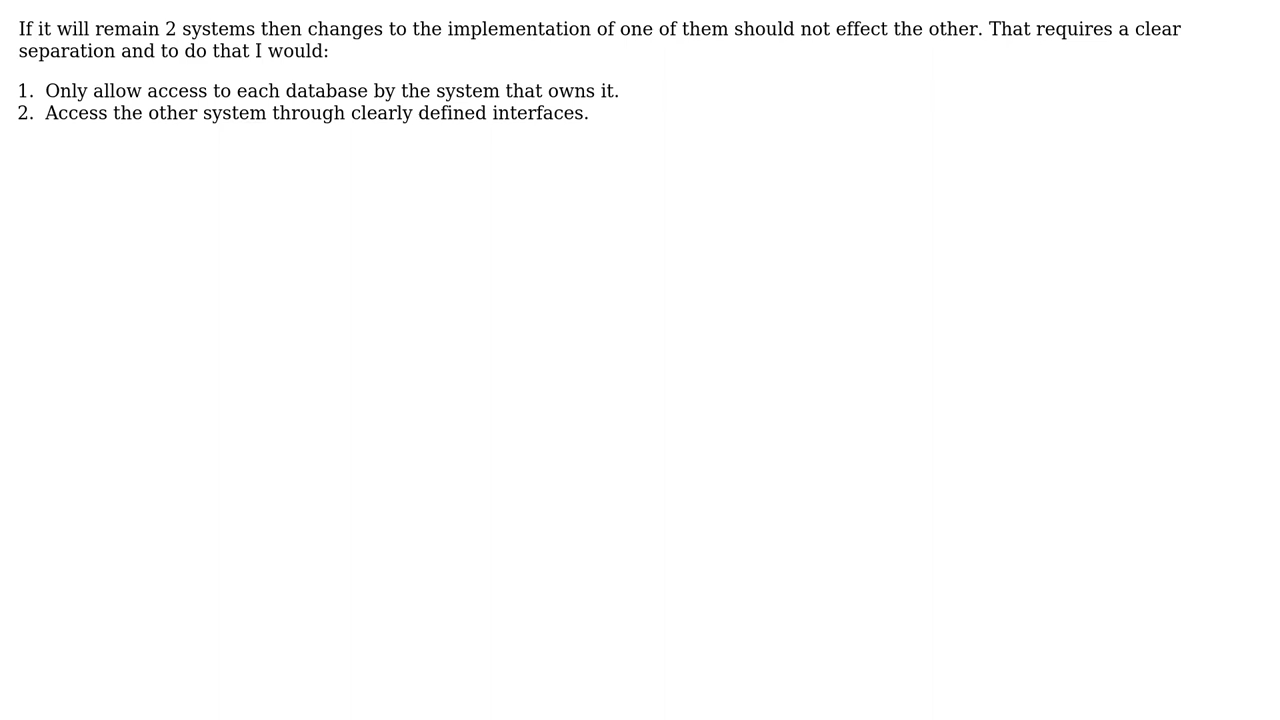 If it will remain 2 systems then changes to the implementation of one of them should not effect the other. That requires a clear
separation and to do that I would:
1. Only allow access to each database by the system that owns it.
2. Access the other system through clearly defined interfaces.